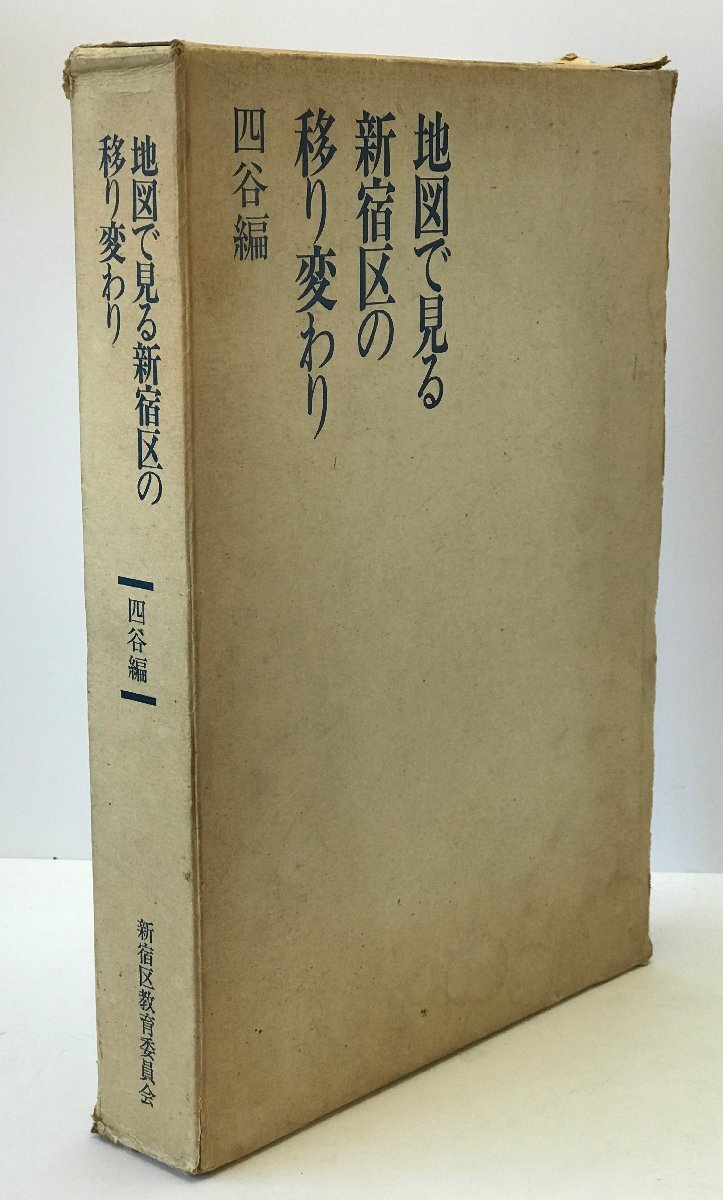 地図で見る
新宿区の
移り変わり
四谷編
地図で見る新宿区の
移り変わり
四谷編
新宿区教育委員会